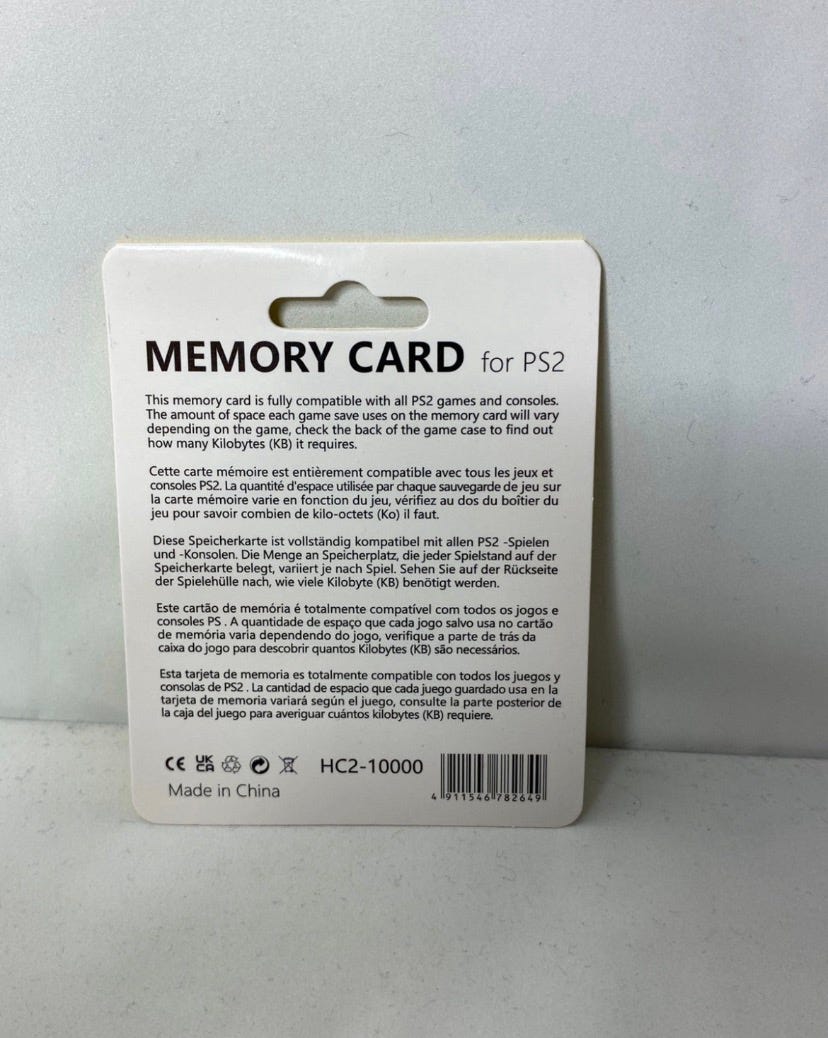 MEMORY CARD for PS2
This memory card is fully compatible with all PS2 games and consoles.
The amount of space each game save uses on the memory card will vary
depending on the game, check the back of the game case to find out
how many Kilobytes (KB) it requires.
Cette carte mémoire est entièrement compatible avec tous les jeux et
consoles PS2. La quantité d'espace utilisée par chaque sauvegarde de jeu sur
la carte mémoire varie en fonction du jeu, vérifiez au dos du boîtier du
jeu pour savoir combien de kilo-octets (Ko) il faut.
Diese Speicherkarte ist vollständig kompatibel mit allen PS2 -Spielen
und -Konsolen. Die Menge an Speicherplatz, die jeder Spielstand auf der
Speicherkarte belegt, variiert je nach Spiel. Sehen Sie auf der Rückseite
der Spielehülle nach, wie viele Kilobyte (KB) benötigt werden.
Este cartão de memória é totalmente compatível com todos os jogos e
consoles PS . A quantidade de espaço que cada jogo salvo usa no cartão
de memória varia dependendo do jogo, verifique a parte de trás da
caixa do jogo para descobrir quantos Kilobytes (KB) são necessários.
Esta tarjeta de memoria es totalmente compatible con todos los juegos y
consolas de PS2 . La cantidad de espacio que cada juego guardado usa en la
tarjeta de memoria variará según el juego, consulte la parte posterior de
la caja del juego para averiguar cuántos kilobytes (KB) requiere.
CE UK CA HC2-10000
Made in China
4 911546 782649